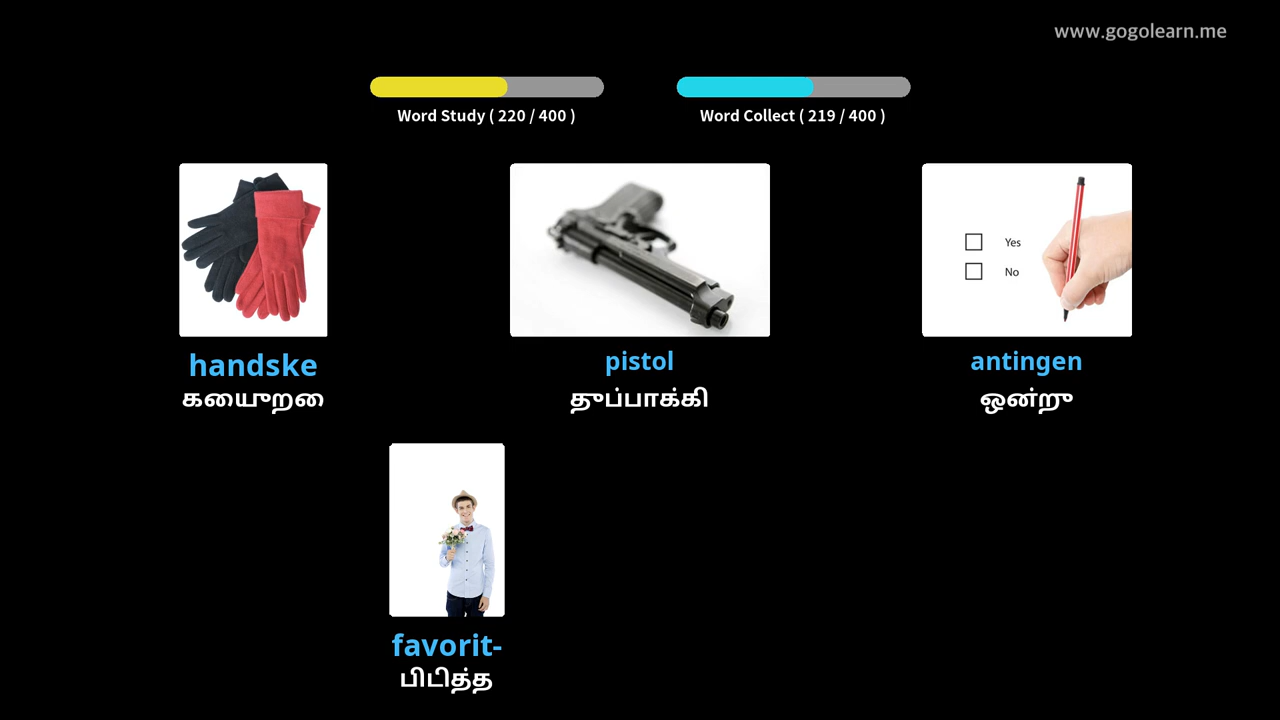 www.gogolearn.me
Word Study ( 220 / 400 )
Word Collect ( 219 / 400 )
Yes
No
handske
pistol
antingen
கையுறை
துப்பாக்கி
ஒன்று
favorit-
பிடித்த